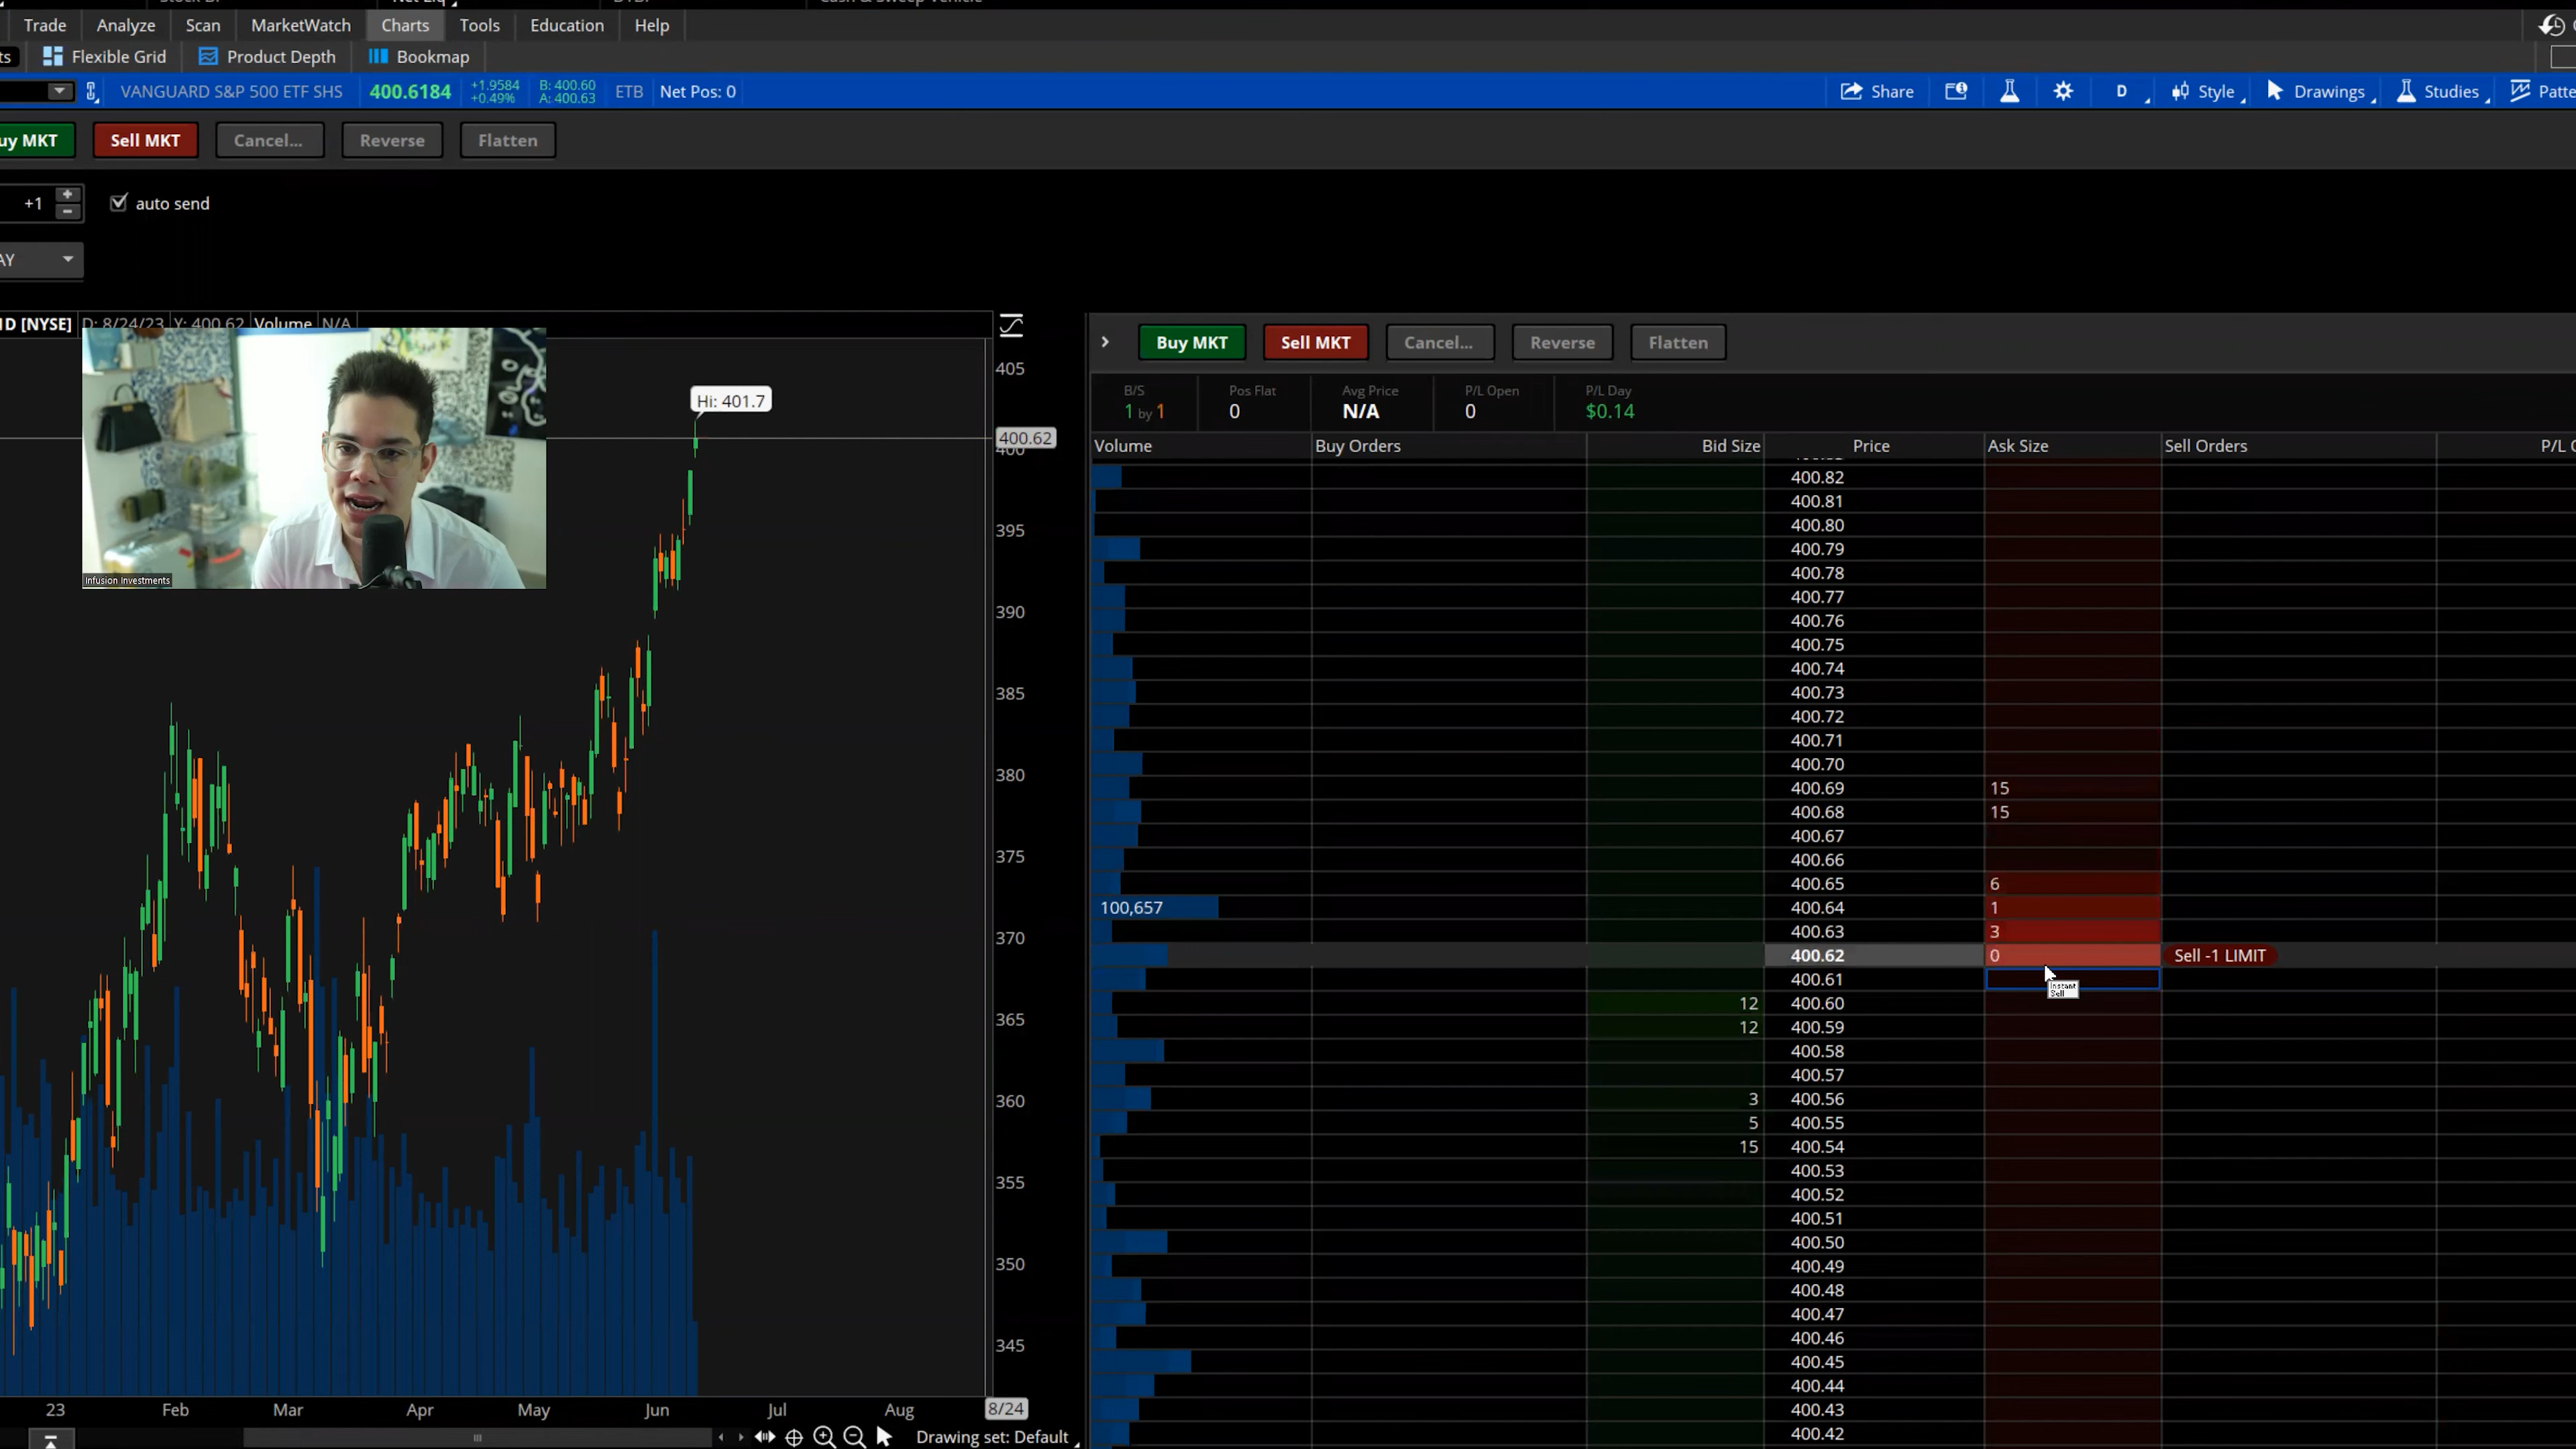 Trade Analyze Scan MarketWatch Charts Tools Education Help
Flexible Grid Product Depth Bookmap
VANGUARD S&P 500 ETF SHS 400.6184 +1.9584 +0.49% B: 400.60 A: 400.63 ETB Net Pos: 0 Share D Style Drawings Studies Patte
uy MKT Sell MKT Cancel... Reverse Flatten
+1 auto send
AY
1D [NYSE] D: 8/24/23 Y: 400.62 Volume N/A
Infusion Investments
Hi: 401.7
405
400.62
400
395
390
385
380
375
370
365
360
355
350
345
23 Feb Mar Apr May Jun Jul Aug 8/24
Drawing set: Default
Buy MKT Sell MKT Cancel... Reverse Flatten
B/S Pos Flat Avg Price P/L Open P/L Day
1 by 1 0 N/A 0 $0.14
Volume Buy Orders Bid Size Price Ask Size Sell Orders P/L O
400.82
400.81
400.80
400.79
400.78
400.77
400.76
400.75
400.74
400.73
400.72
400.71
400.70
400.69 15
400.68 15
400.67
400.66
400.65 6
100,657 400.64 1
400.63 3
400.62 0 Sell -1 LIMIT
400.61
Instant
Sell
12 400.60
12 400.59
400.58
400.57
3 400.56
5 400.55
15 400.54
400.53
400.52
400.51
400.50
400.49
400.48
400.47
400.46
400.45
400.44
400.43
400.42